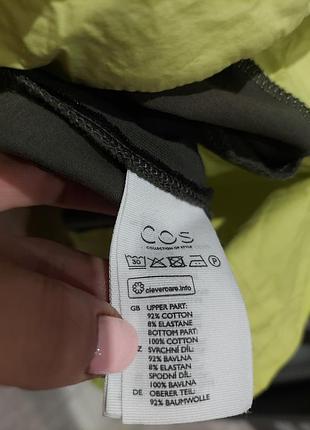 COS
COLLECTION OF STYLE
30 P
clevercare.info
GB UPPER PART:
92% COTTON
8% ELASTANE
BOTTOM PART:
100% COTTON
Z SVRCHNÍ DÍL:
92% BAVLNA
8% ELASTAN
SPODNÍ DÍL:
100% BAVLNA
DE OBERER TEIL:
92% BAUMWOLLE